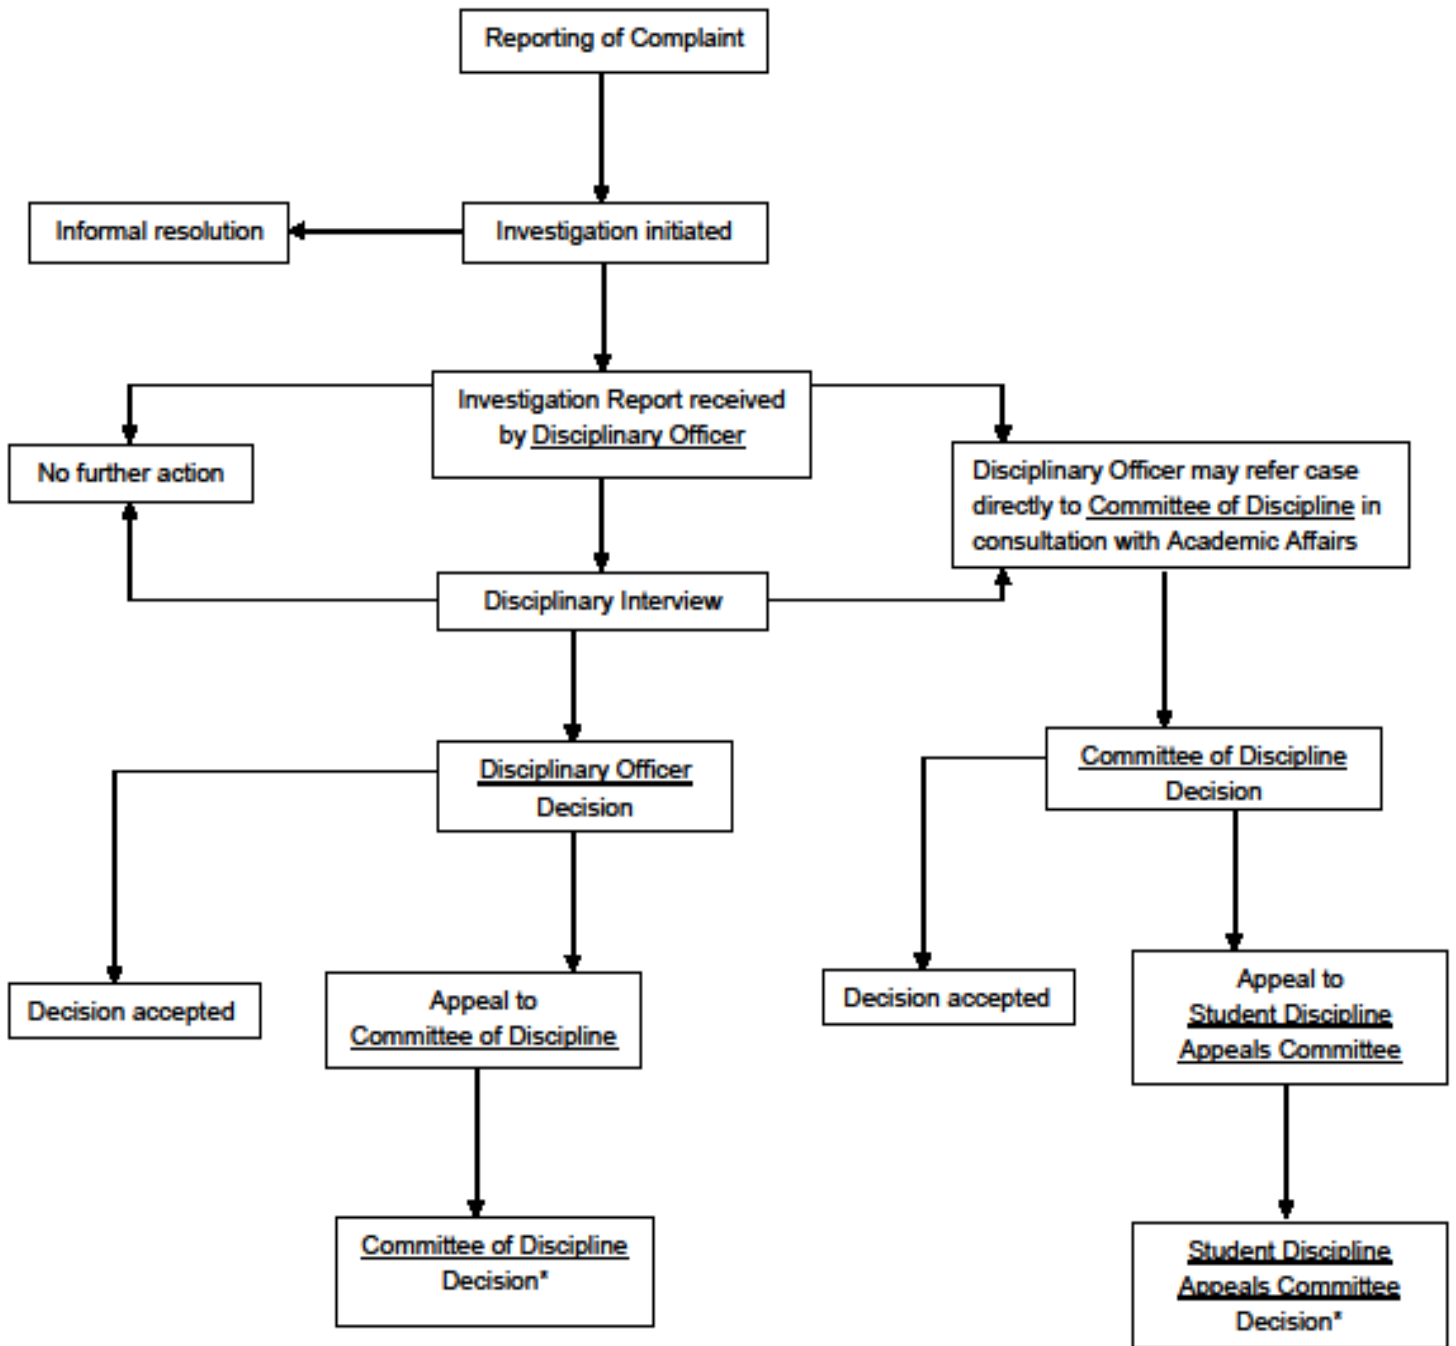 Reporting of Complaint
Informal resolution
Investigation initiated
Investigation Report received
by Disciplinary Officer
No further action
Disciplinary Officer may refer case
directly to Committee of Discipline in
consultation with Academic Affairs
Disciplinary Interview
Disciplinary Officer
Decision
Committee of Discipline
Decision
Decision accepted
Appeal to
Committee of Discipline
Decision accepted
Appeal to
Student Discipline
Appeals Committee
Committee of Discipline
Decision*
Student Discipline
Appeals Committee
Decision*